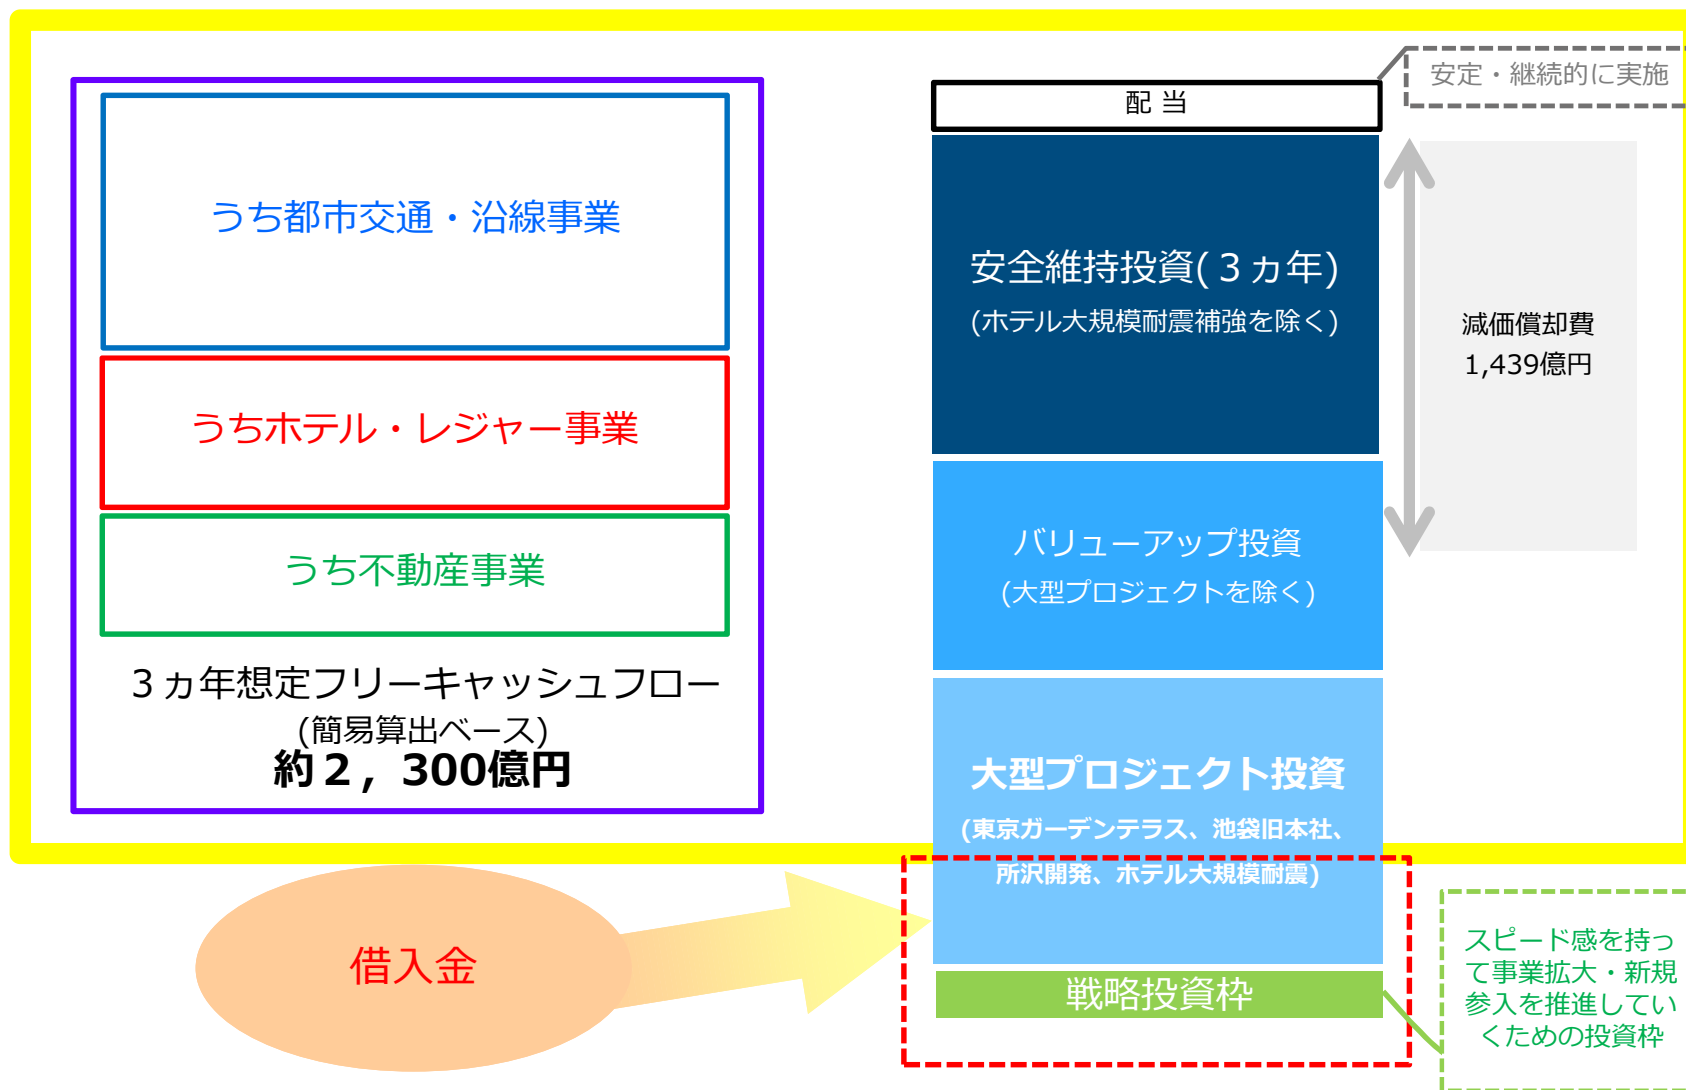 うち都市交通・沿線事業
うちホテル・レジャー事業
うち不動産事業
３ヵ年想定フリーキャッシュフロー
(簡易算出ベース)
約２，300億円
借入金
配 当
安定・継続的に実施
安全維持投資(３ヵ年)
(ホテル大規模耐震補強を除く)
減価償却費
1,439億円
バリューアップ投資
(大型プロジェクトを除く)
大型プロジェクト投資
(東京ガーデンテラス、池袋旧本社、
所沢開発、ホテル大規模耐震)
戦略投資枠
スピード感を持っ
て事業拡大・新規
参入を推進してい
くための投資枠